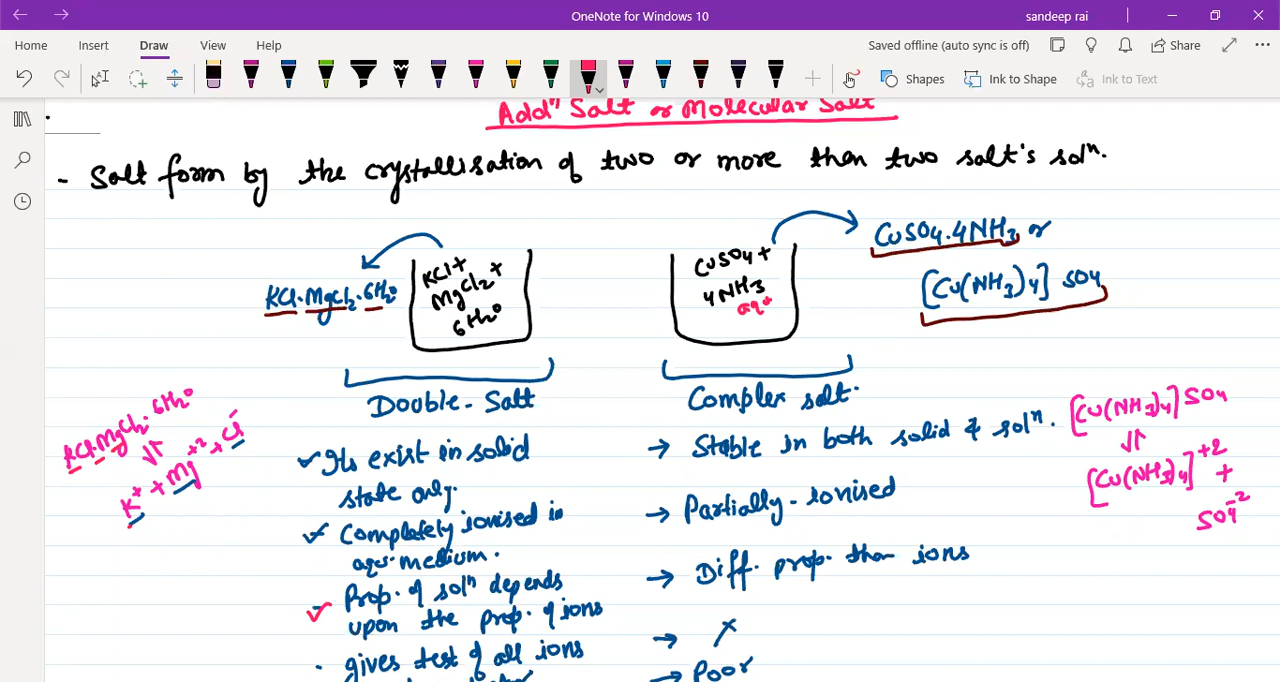 OneNote for Windows 10
sandeep rai
Home Insert Draw View Help
Saved offline (auto sync is off)
Share
Shapes
Ink to Shape
Ink to Text
Addⁿ Salt or Molecular Salt
- Salt form by the crystallisation of two or more then two salt's solⁿ.
KCl.MgCl₂.6H₂O
KCl +
MgCl₂ +
6H₂O
CuSO₄ +
4NH₃
aq.
CuSO₄.4NH₃ or
[Cu(NH₃)₄] SO₄
Double-Salt
Complex salt.
KCl.MgCl₂.6H₂O
⇌
K⁺ + Mg⁺² + Cl⁻
Its exist in solid
state only.
Completely ionised in
aqs. medium.
Prop. of solⁿ depends
upon the prop. of ions
gives test of all ions
→ Stable in both solid & solⁿ.
→ Partially-ionised
→ Diff. prop. then ions
→ ✗
→ Poor
[Cu(NH₃)₄]SO₄
⇌
[Cu(NH₃)₄]⁺²
+
SO₄⁻²